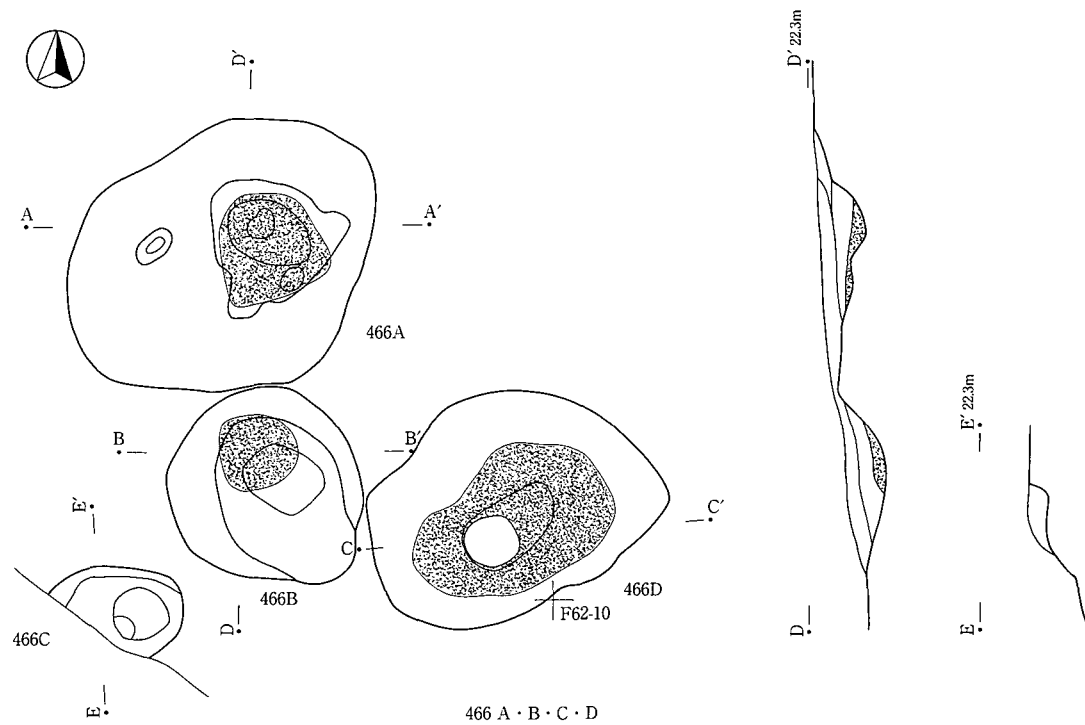 D′
D′ 22.3m
A
A′
466A
E′ 22.3m
B
B′
E′
C′
C
466B
466D
F62-10
466C
D
D
E
E
466 A・B・C・D